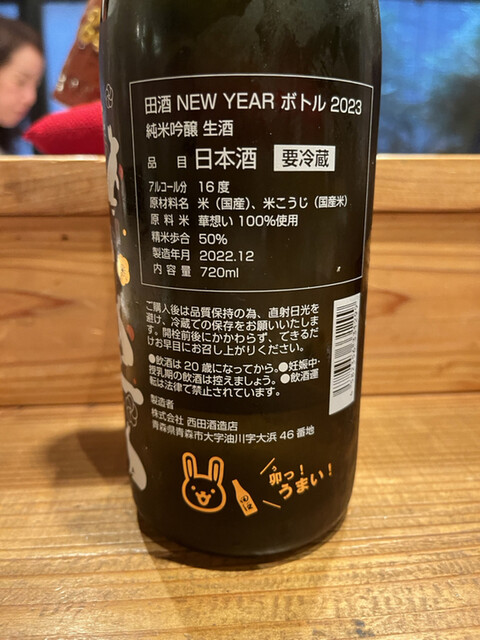 田酒 NEW YEAR ボトル 2023
純米吟醸 生酒
品 目 日本酒 要冷蔵
アルコール分 16度
原材料名 米（国産）、米こうじ（国産米）
原料米 華想い 100%使用
精米歩合 50%
製造年月 2022.12
内容量 720ml
ご購入後は品質保持の為、直射日光を
避け、冷蔵での保存をお願いいたしま
す。開栓前後にかかわらず、できるだ
けお早目にお召し上がりください。
●飲酒は20歳になってから。●妊娠中・
授乳期の飲酒は控えましょう。●飲酒運
転は法律で禁止されています。
製造者
株式会社 西田酒造店
青森県青森市大字油川字大浜 46番地
卯っ！
うまい！
田酒